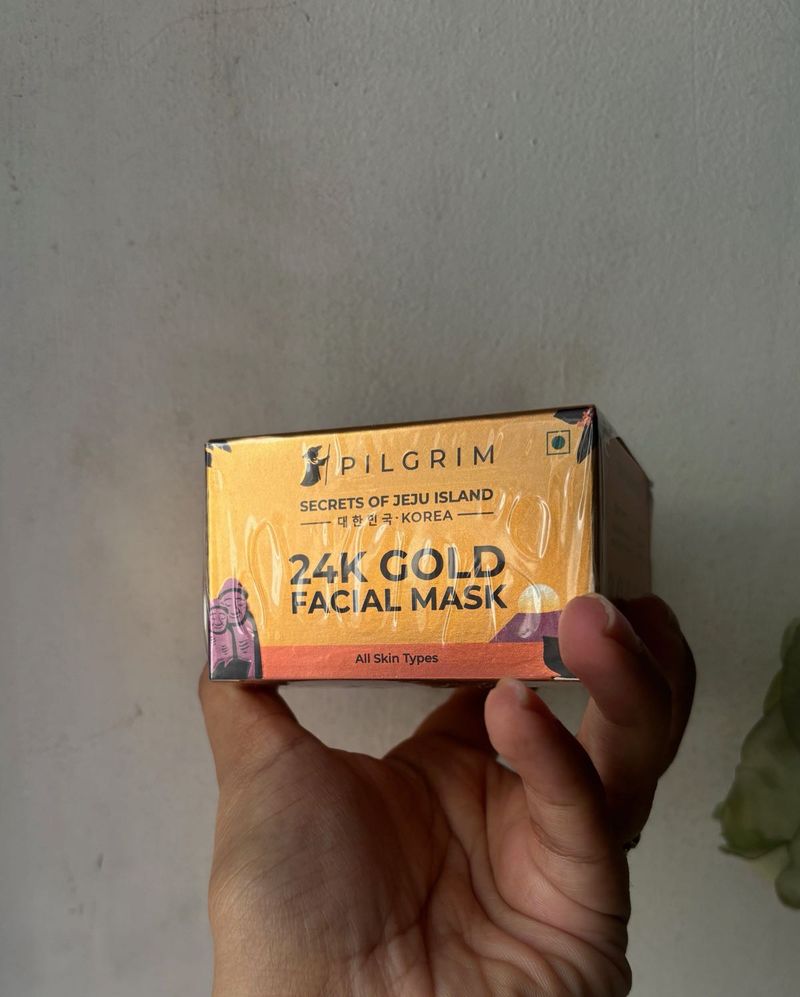 PILGRIM
SECRETS OF JEJU ISLAND
대한민국·KOREA
24K GOLD
FACIAL MASK
All Skin Types